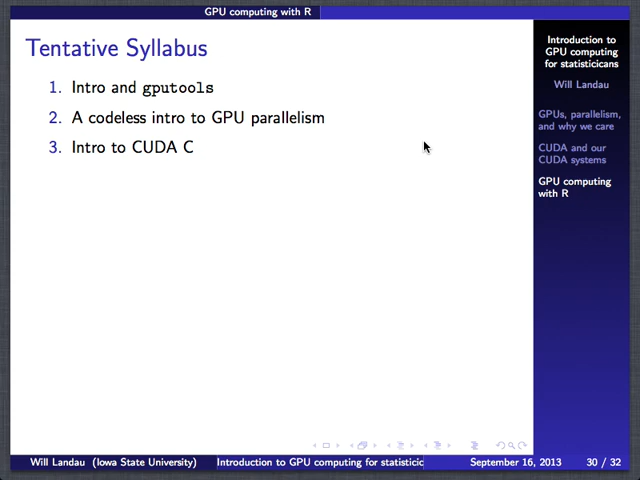 GPU computing with R
Tentative Syllabus
1. Intro and gputools
2. A codeless intro to GPU parallelism
3. Intro to CUDA C
Introduction to
GPU computing
for statisticicans
Will Landau
GPUs, parallelism,
and why we care
CUDA and our
CUDA systems
GPU computing
with R
Will Landau (Iowa State University) Introduction to GPU computing for statisticic September 16, 2013 30 / 32